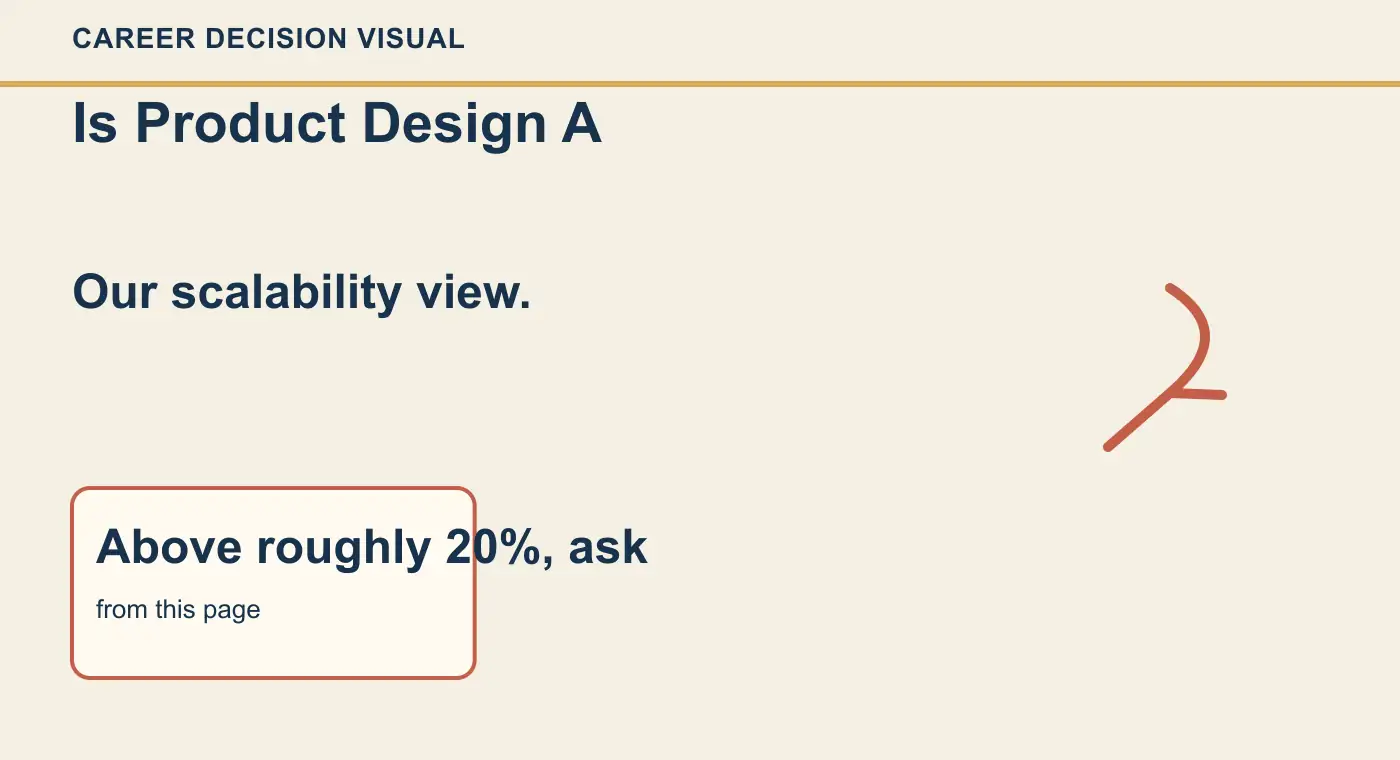 CAREER DECISION VISUAL
Is Product Design A
Our scalability view.
Above roughly 20%, ask
from this page